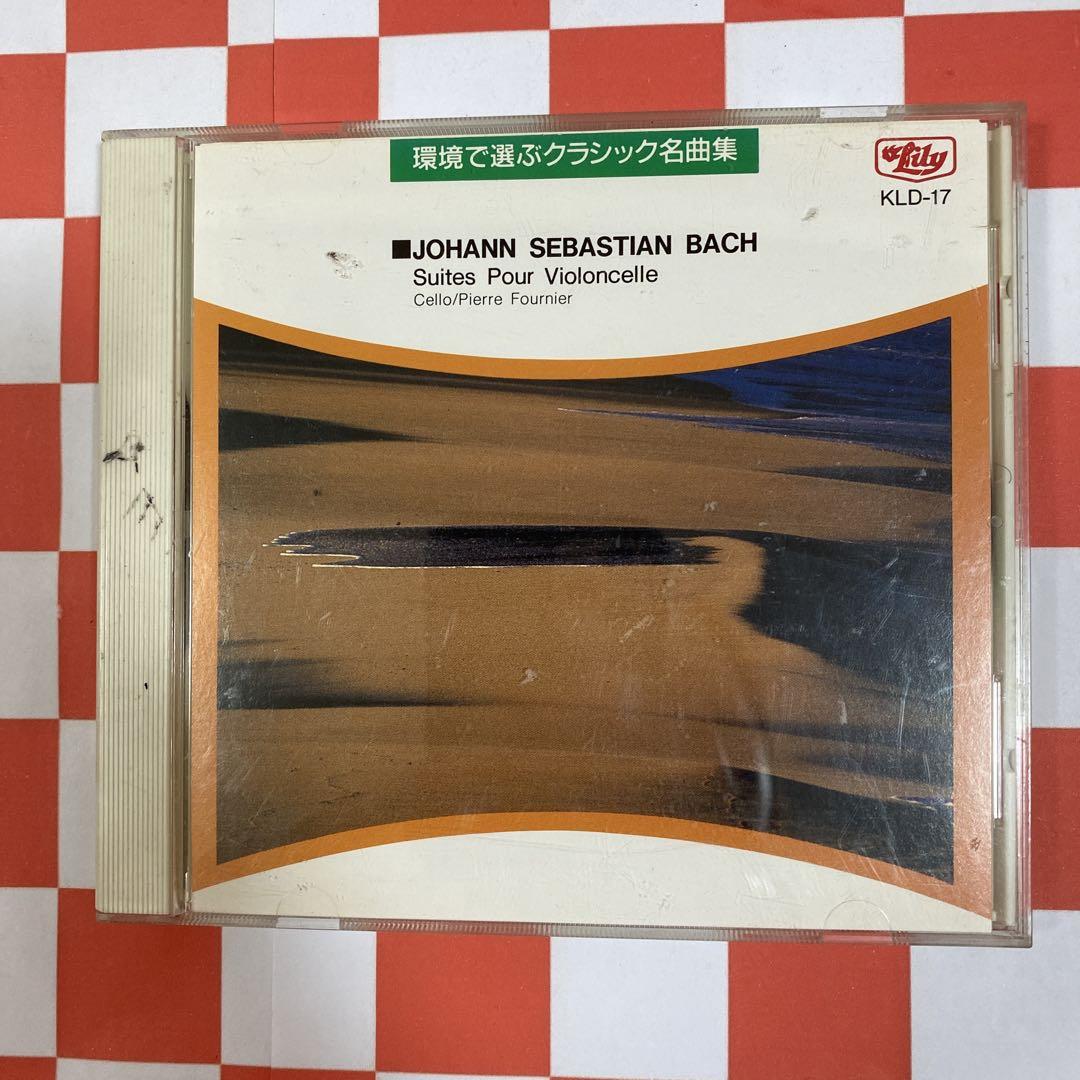 環境で選ぶクラシック名曲集
Lily
KLD-17
■JOHANN SEBASTIAN BACH
Suites Pour Violoncelle
Cello/Pierre Fournier